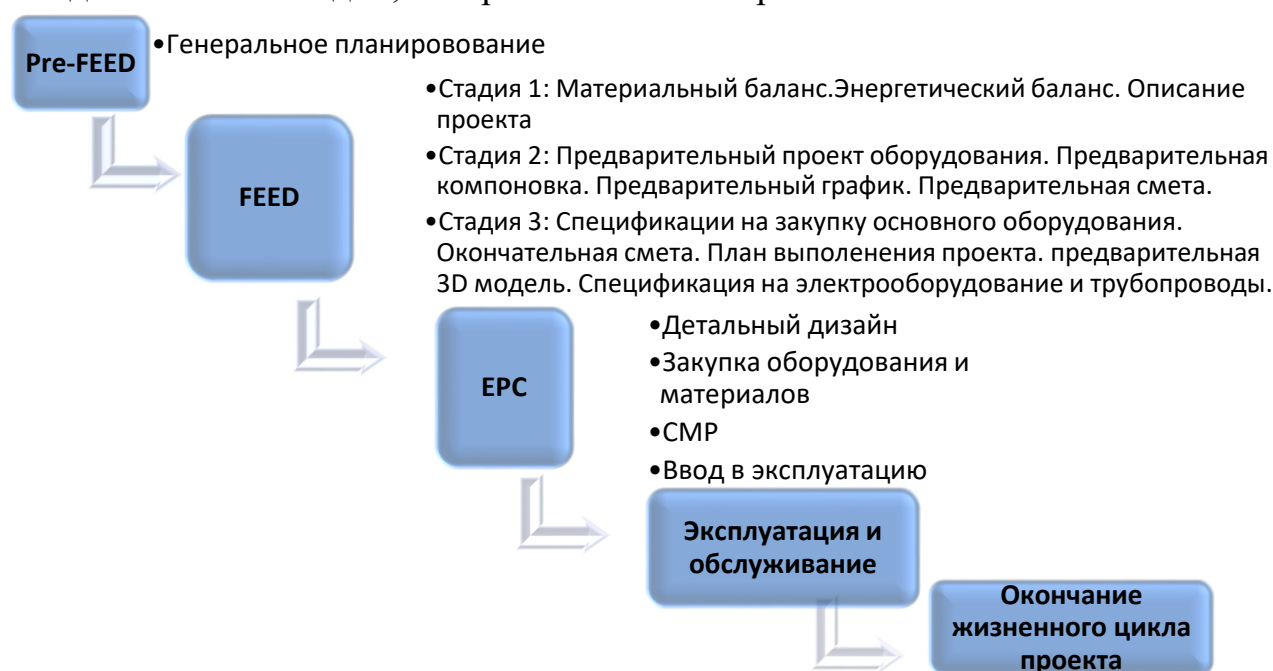 Pre-FEED
•Генеральное планировование
•Стадия 1: Материальный баланс.Энергетический баланс. Описание
проекта
•Стадия 2: Предварительный проект оборудования. Предварительная
компоновка. Предварительный график. Предварительная смета.
FEED
•Стадия 3: Спецификации на закупку основного оборудования.
Окончательная смета. План выполенения проекта. предварительная
3D модель. Спецификация на электрооборудование и трубопроводы.
EPC
•Детальный дизайн
•Закупка оборудования и
материалов
•СМР
•Ввод в эксплуатацию
Эксплуатация и
обслуживание
Окончание
жизненного цикла
проекта